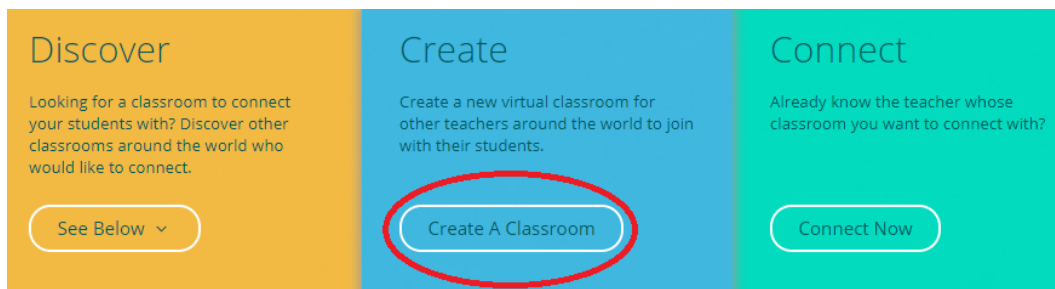 Discover
Looking for a classroom to connect
your students with? Discover other
classrooms around the world who
would like to connect.
See Below
Create
Create a new virtual classroom for
other teachers around the world to join
with their students.
Create A Classroom
Connect
Already know the teacher whose
classroom you want to connect with?
Connect Now